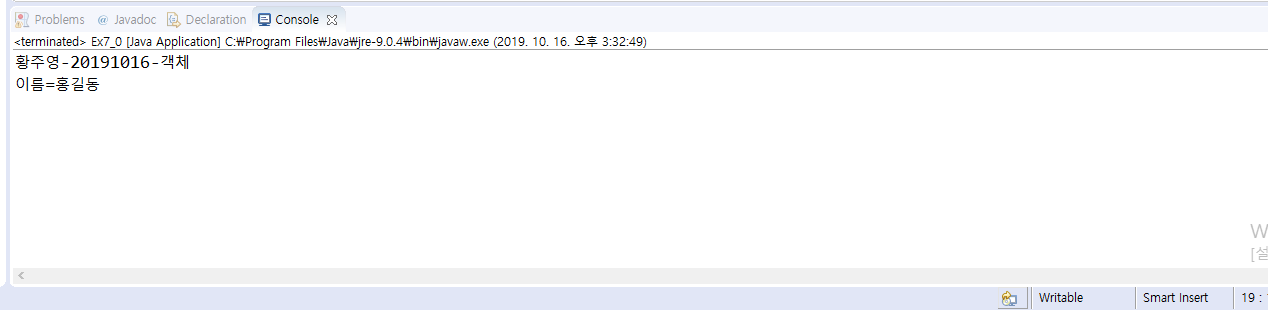 Problems @ Javadoc Declaration Console
<terminated> Ex7_0 [Java Application] C:₩Program Files₩Java₩jre-9.0.4₩bin₩javaw.exe (2019. 10. 16. 오후 3:32:49)
황주영-20191016-객체
이름=홍길동
Writable Smart Insert 19 :